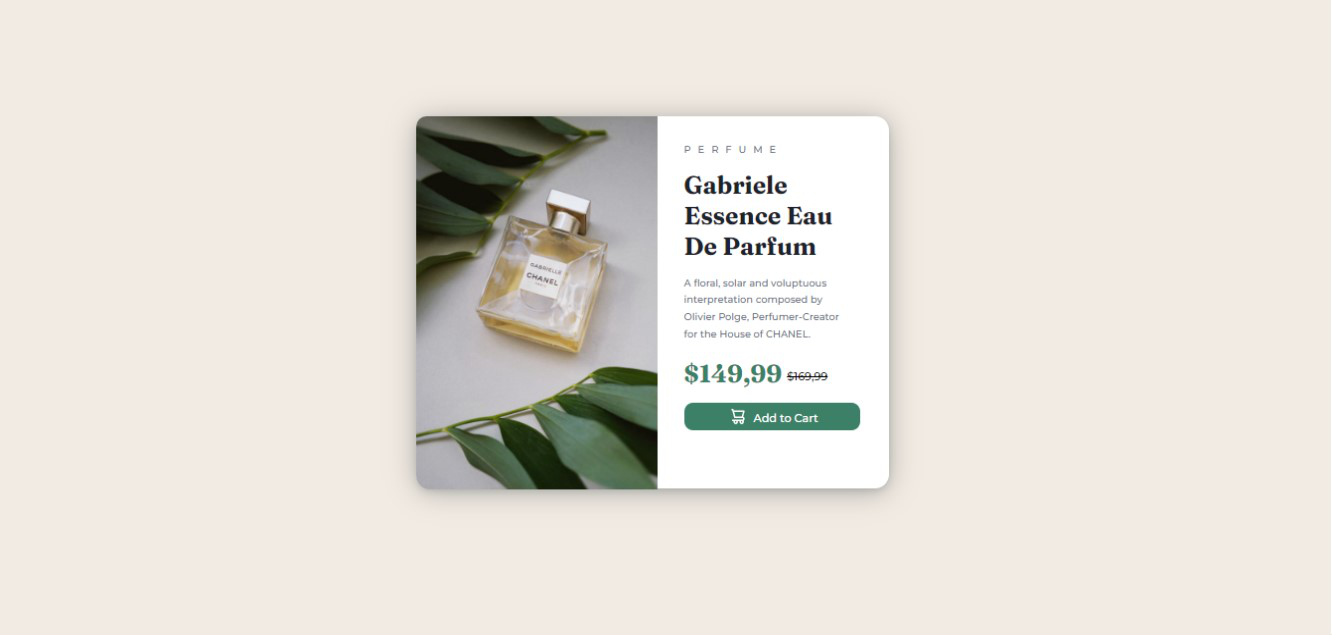 PERFUME
Gabriele
Essence Eau
De Parfum
A floral, solar and voluptuous
interpretation composed by
Olivier Polge, Perfumer-Creator
for the House of CHANEL.
$149,99 $169,99
Add to Cart
GABRIELLE
CHANEL